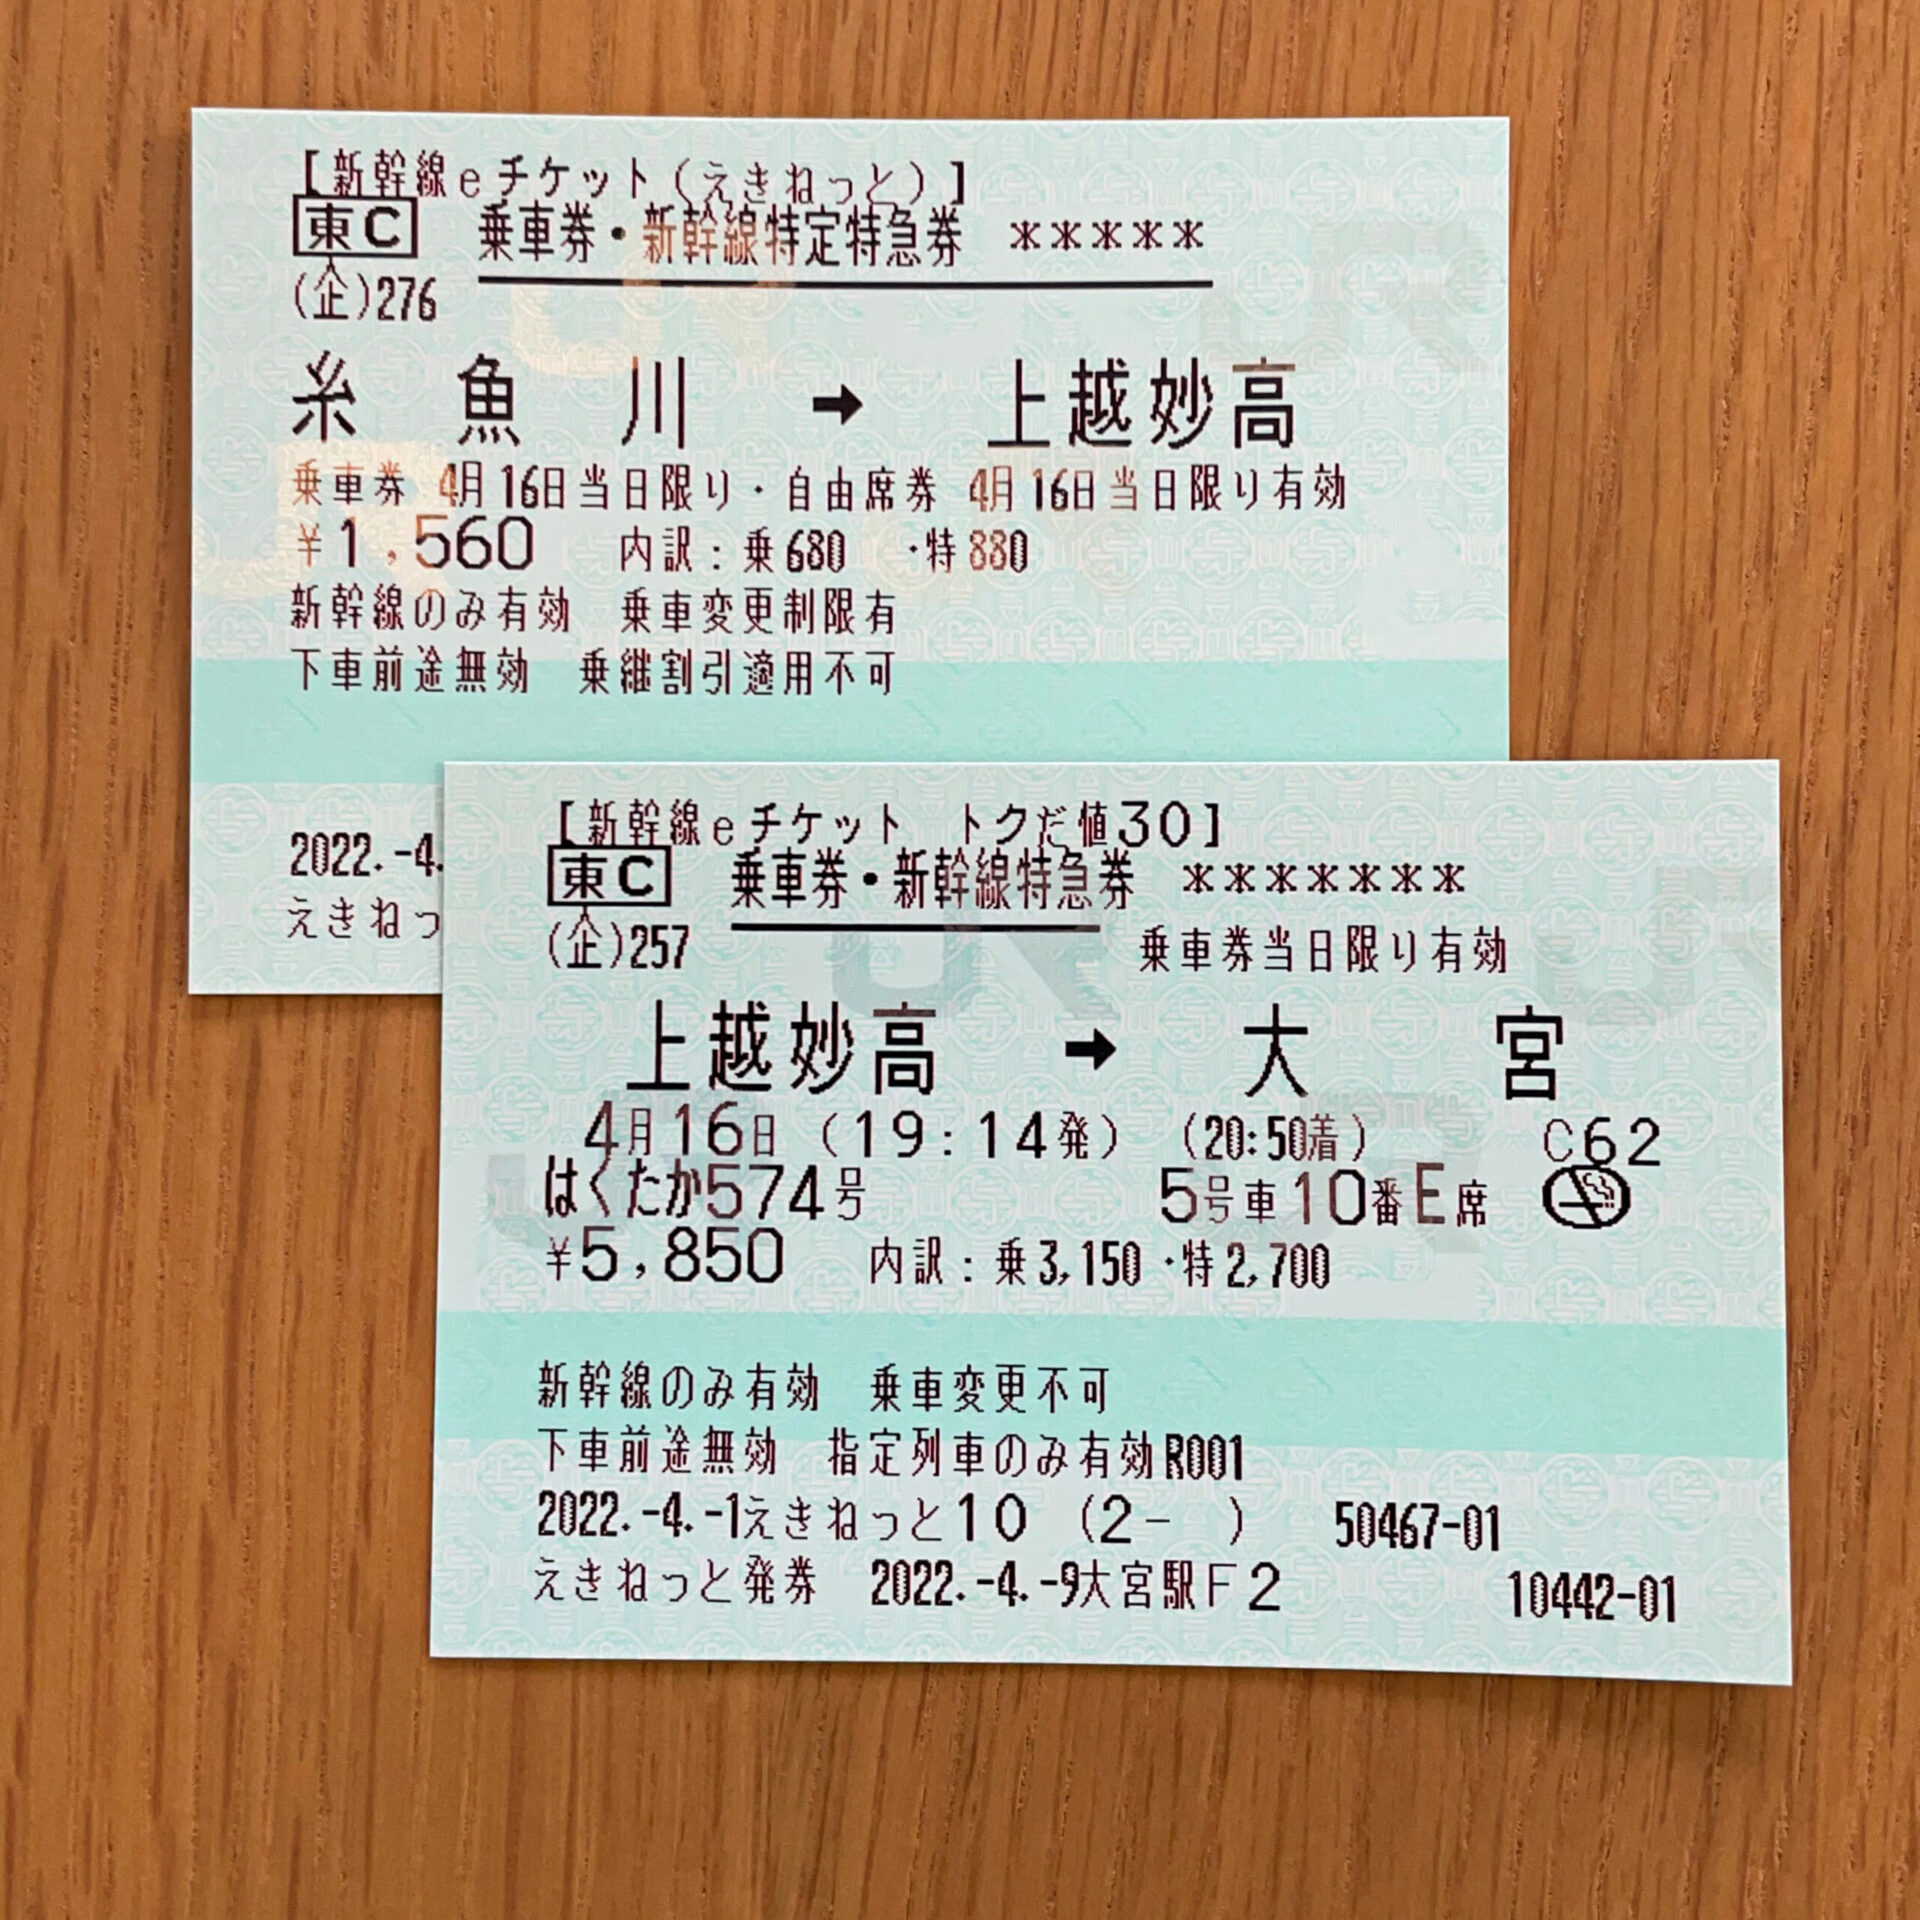 [新幹線eチケット(えきねっと)]
東C 乗車券・新幹線特定特急券 *****
(企)276
糸魚川 → 上越妙高
乗車券 4月16日当日限り・自由席券 4月16日当日限り有効
¥1,560 内訳:乗680 ・特880
新幹線のみ有効 乗車変更制限有
下車前途無効 乗継割引適用不可
2022.-4.
えきねっ
[新幹線eチケット トクだ値30]
東C 乗車券・新幹線特急券 *******
(企)257 乗車券当日限り有効
上越妙高 → 大宮
4月16日 (19:14発) (20:50着) C62
はくたか574号 5号車10番E席
¥5,850 内訳:乗3,150 ・特2,700
新幹線のみ有効 乗車変更不可
下車前途無効 指定列車のみ有効R001
2022.-4.-1えきねっと10 (2- ) 50467-01
えきねっと発券 2022.-4.-9大宮駅F2 10442-01